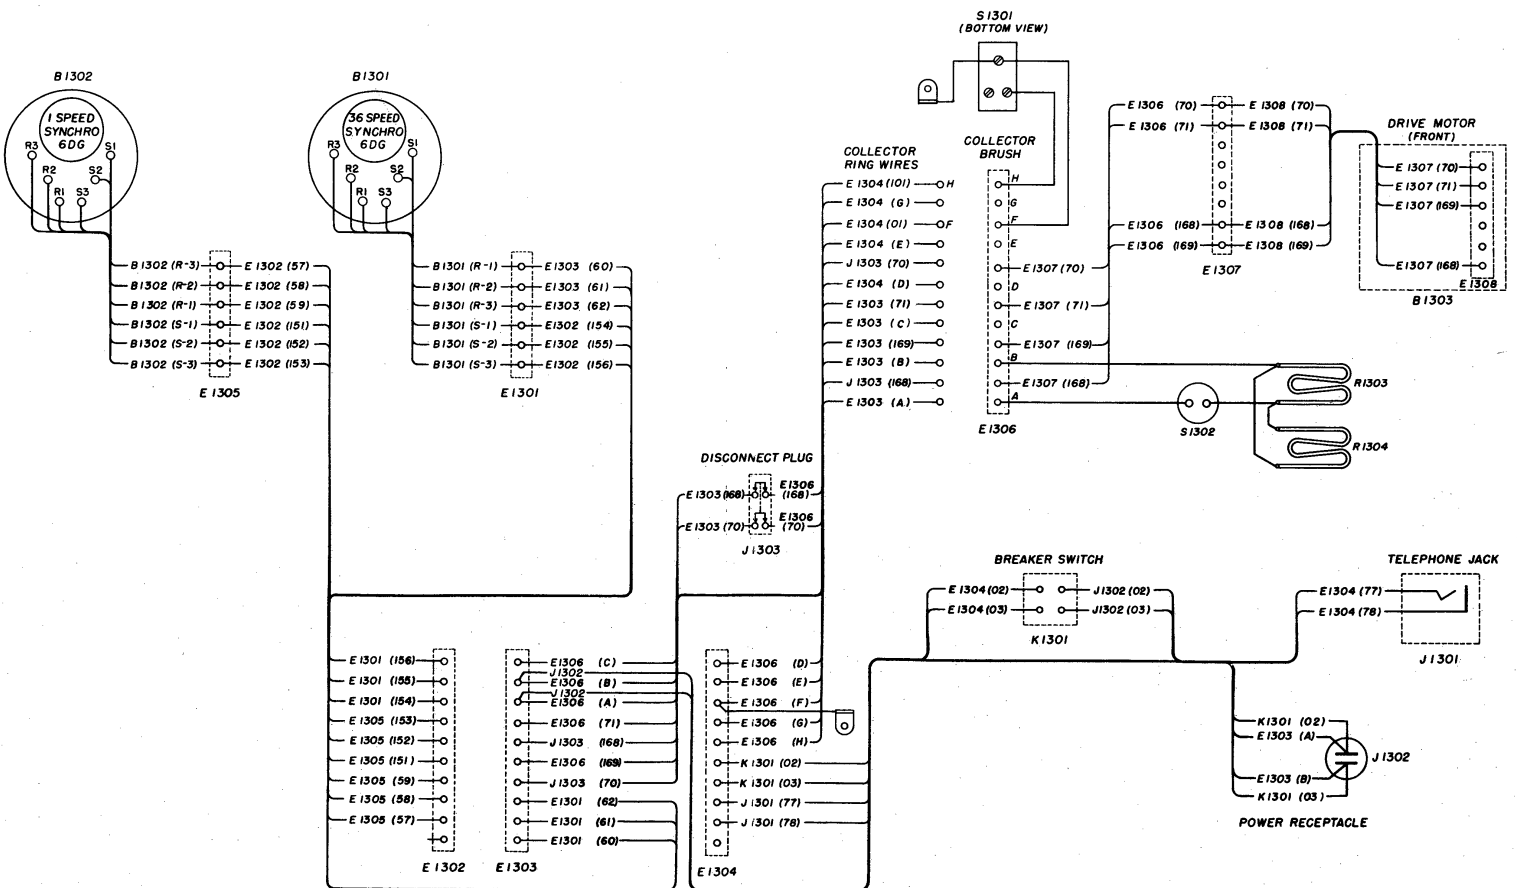 S1301
(BOTTOM VIEW)
B1302
1 SPEED
SYNCHRO
6DG
R3
S1
R2
S2
R1
S3
B1302 (R-3)
E1302 (57)
B1302 (R-2)
E1302 (58)
B1302 (R-1)
E1302 (59)
B1302 (S-1)
E1302 (151)
B1302 (S-2)
E1302 (152)
B1302 (S-3)
E1302 (153)
E1305
B1301
36 SPEED
SYNCHRO
6DG
R3
S1
R2
S2
R1
S3
B1301 (R-1)
E1303 (60)
B1301 (R-2)
E1303 (61)
B1301 (R-3)
E1303 (62)
B1301 (S-1)
E1302 (154)
B1301 (S-2)
E1302 (155)
B1301 (S-3)
E1302 (156)
E1301
COLLECTOR
RING WIRES
E1304 (101)
H
E1304 (G)
E1304 (01)
F
E1304 (E)
J1303 (70)
E1304 (D)
E1303 (71)
E1303 (C)
E1303 (169)
E1303 (B)
J1303 (168)
E1303 (A)
COLLECTOR
BRUSH
H
G
F
E
E1307 (70)
D
E1307 (71)
C
E1307 (169)
B
E1307 (168)
A
E1306
E1306 (70)
E1308 (70)
E1306 (71)
E1308 (71)
E1306 (168)
E1308 (168)
E1306 (169)
E1308 (169)
E1307
DRIVE MOTOR
(FRONT)
E1307 (70)
E1307 (71)
E1307 (169)
E1307 (168)
E1308
B1303
S1302
R1303
R1304
DISCONNECT PLUG
E1303 (168)
E1306
(168)
E1303 (70)
E1306
(70)
J1303
BREAKER SWITCH
E1304 (02)
J1302 (02)
E1304 (03)
J1302 (03)
K1301
TELEPHONE JACK
E1304 (77)
E1304 (78)
J1301
E1301 (156)
E1301 (155)
E1301 (154)
E1305 (153)
E1305 (152)
E1305 (151)
E1305 (59)
E1305 (58)
E1305 (57)
E1302
E1306 (C)
J1302
E1306 (B)
J1302
E1306 (A)
E1306 (71)
J1303 (168)
E1306 (169)
J1303 (70)
E1301 (62)
E1301 (61)
E1301 (60)
E1303
E1306 (D)
E1306 (E)
E1306 (F)
E1306 (G)
E1306 (H)
K1301 (02)
K1301 (03)
J1301 (77)
J1301 (78)
E1304
K1301 (02)
E1303 (A)
J1302
E1303 (B)
K1301 (03)
POWER RECEPTACLE